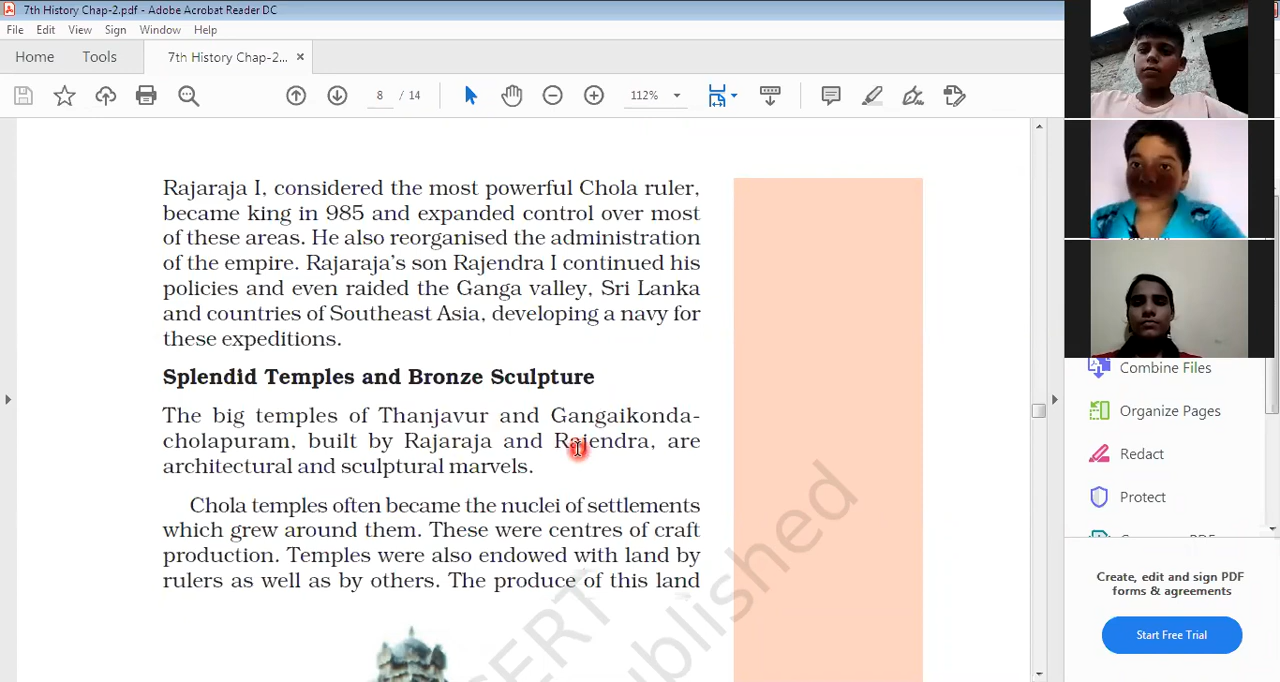 7th History Chap-2.pdf - Adobe Acrobat Reader DC
File Edit View Sign Window Help
Home Tools 7th History Chap-2... ×
8 / 14 112%
Rajaraja I, considered the most powerful Chola ruler,
became king in 985 and expanded control over most
of these areas. He also reorganised the administration
of the empire. Rajaraja's son Rajendra I continued his
policies and even raided the Ganga valley, Sri Lanka
and countries of Southeast Asia, developing a navy for
these expeditions.
Splendid Temples and Bronze Sculpture
The big temples of Thanjavur and Gangaikonda-
cholapuram, built by Rajaraja and Rajendra, are
architectural and sculptural marvels.
Chola temples often became the nuclei of settlements
which grew around them. These were centres of craft
production. Temples were also endowed with land by
rulers as well as by others. The produce of this land
published
Combine Files
Organize Pages
Redact
Protect
Create, edit and sign PDF
forms & agreements
Start Free Trial